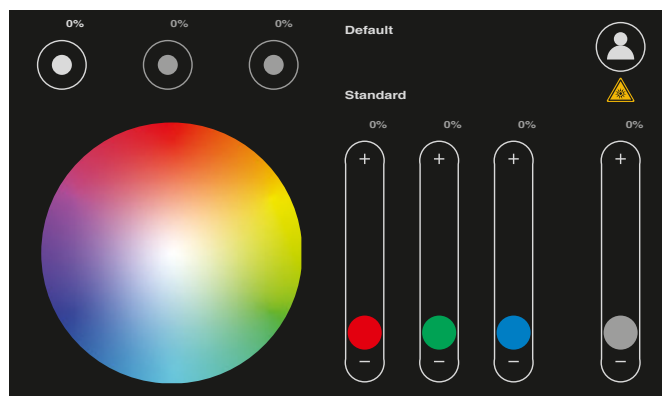 0% 0% 0%
Default
Standard
0% 0% 0% 0%
+ + + +
– – – –